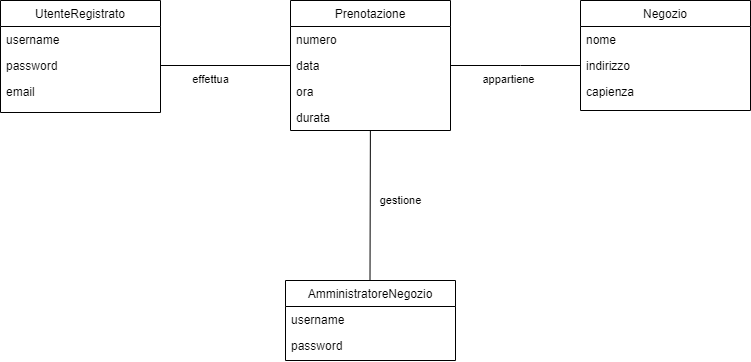 UtenteRegistrato
username
password
email
effettua
Prenotazione
numero
data
ora
durata
appartiene
Negozio
nome
indirizzo
capienza
gestione
AmministratoreNegozio
username
password